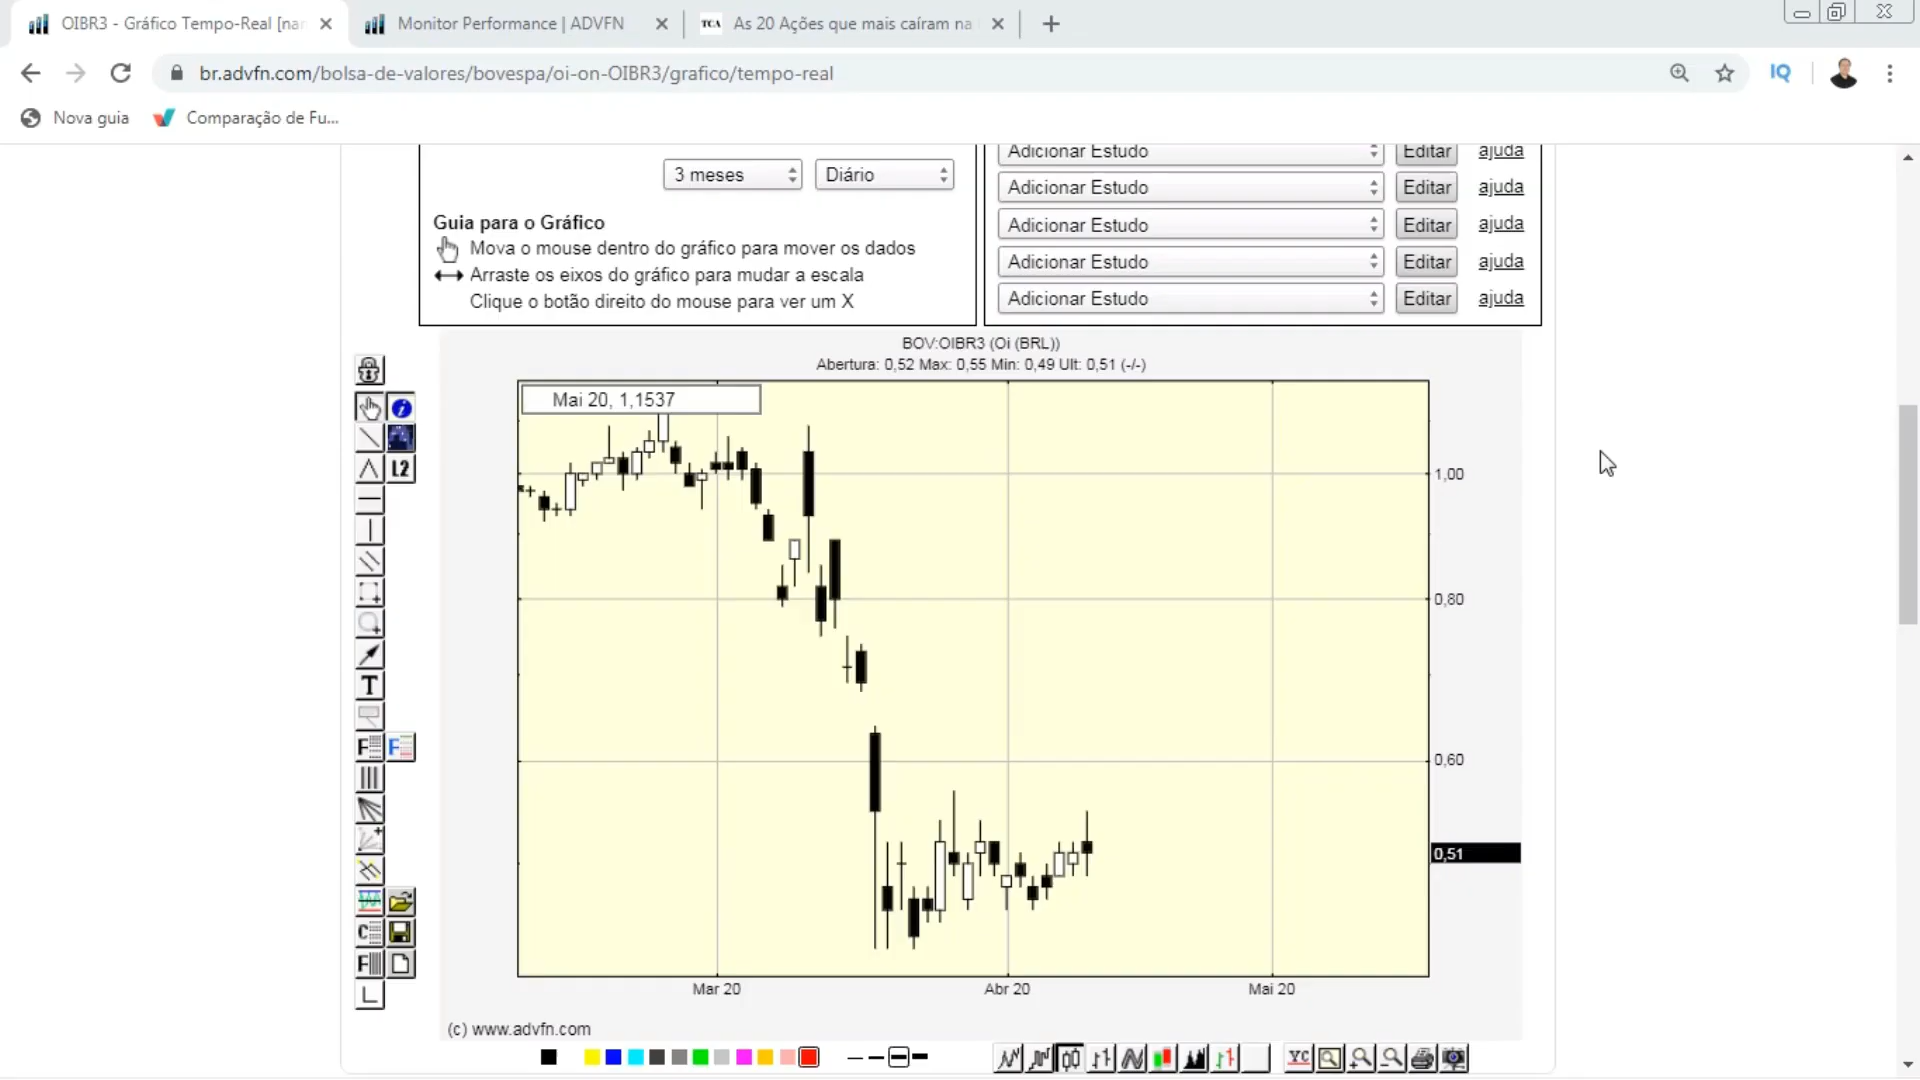 OIBR3 - Gráfico Tempo-Real [nar
Monitor Performance | ADVFN
TCA As 20 Ações que mais caíram na
br.advfn.com/bolsa-de-valores/bovespa/oi-on-OIBR3/grafico/tempo-real
IQ
Nova guia
Comparação de Fu...
3 meses
Diário
Guia para o Gráfico
Mova o mouse dentro do gráfico para mover os dados
Arraste os eixos do gráfico para mudar a escala
Clique o botão direito do mouse para ver um X
Adicionar Estudo Editar ajuda
Adicionar Estudo Editar ajuda
Adicionar Estudo Editar ajuda
Adicionar Estudo Editar ajuda
Adicionar Estudo Editar ajuda
BOV:OIBR3 (Oi (BRL))
Abertura: 0,52 Max: 0,55 Min: 0,49 Ult: 0,51 (-/-)
Mai 20, 1,1537
L2
T
F F
C
F
L
1,00
0,80
0,60
0,51
Mar 20
Abr 20
Mai 20
(c) www.advfn.com
YC